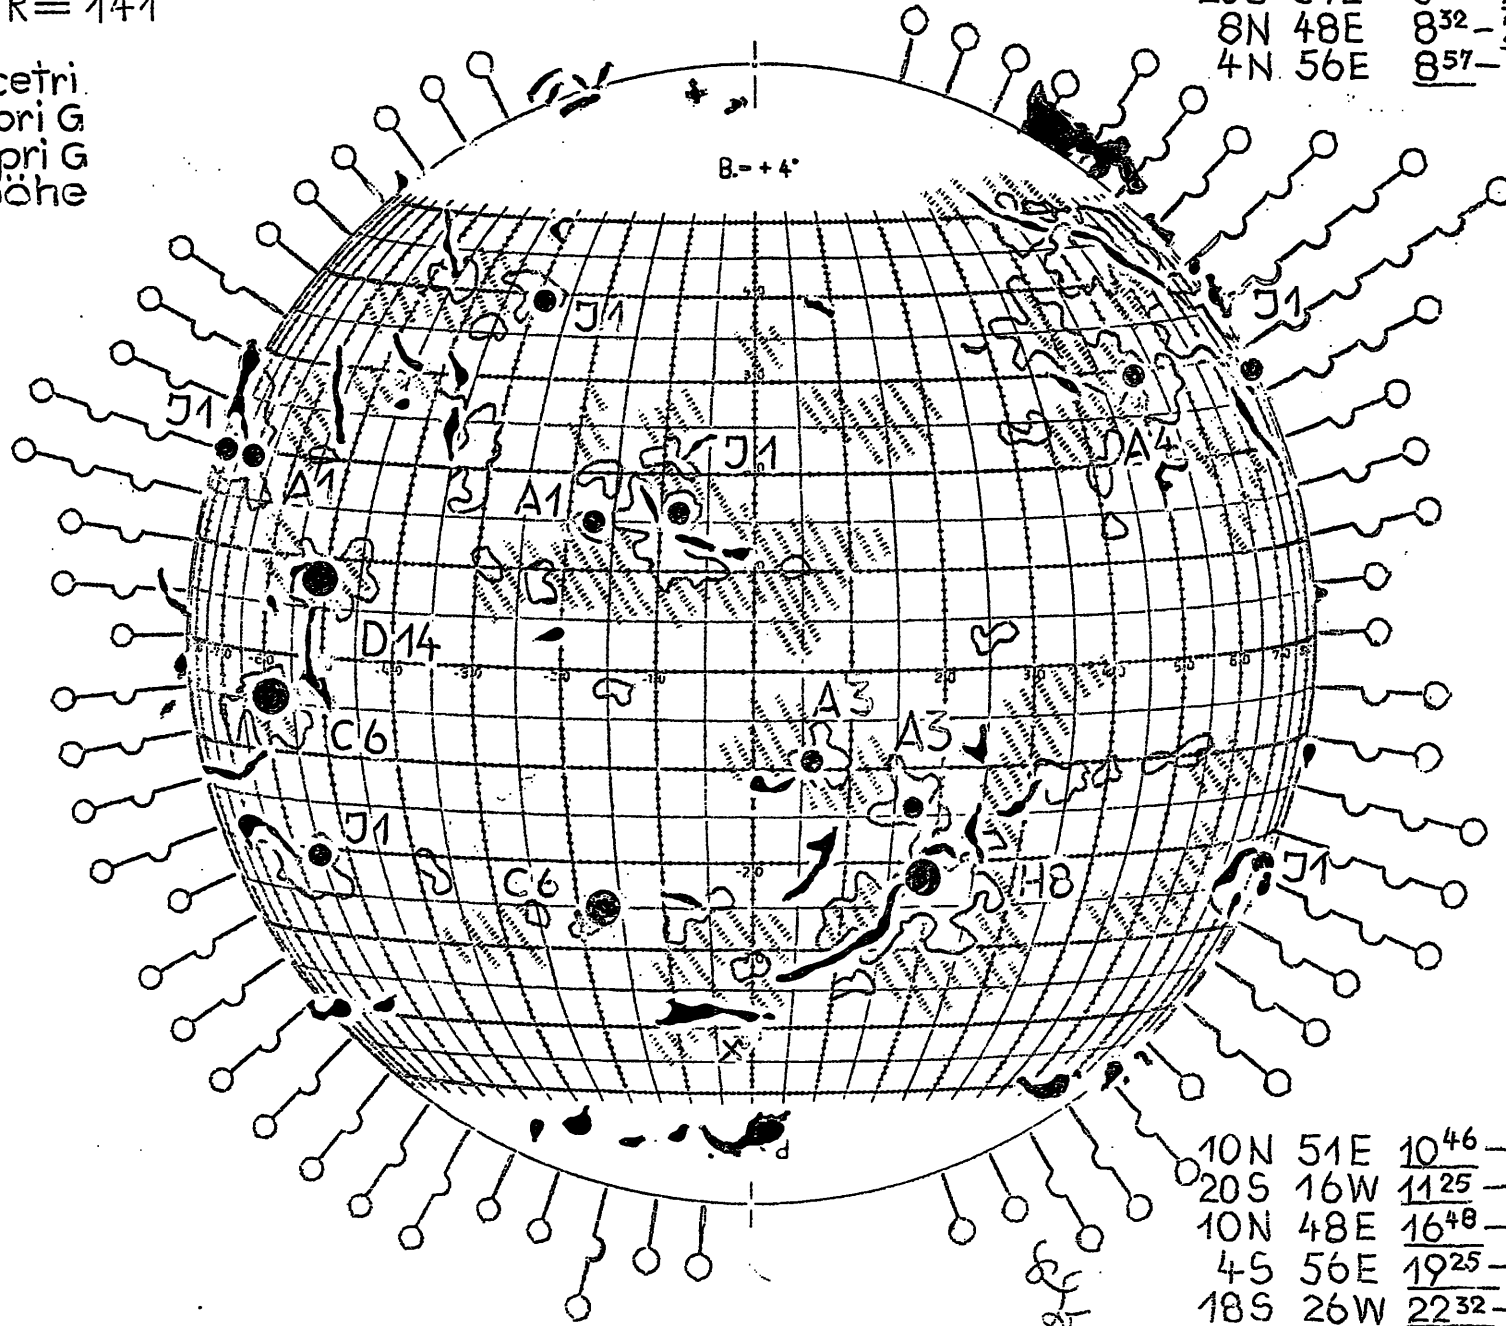 R = 141
cetri
ori G
pri G
höhe
8N 48E 8³²–
4N 56E 8⁵⁷–
B.=+4°
J1
J1
J1
A1
A1
J1
A4
D14
C6
A3
A3
J1
C6
H8
J1
X
P
10N 51E 10⁴⁶–
20S 16W 11²⁵–
10N 48E 16⁴⁸–
4S 56E 19²⁵–
18S 26W 22³²–